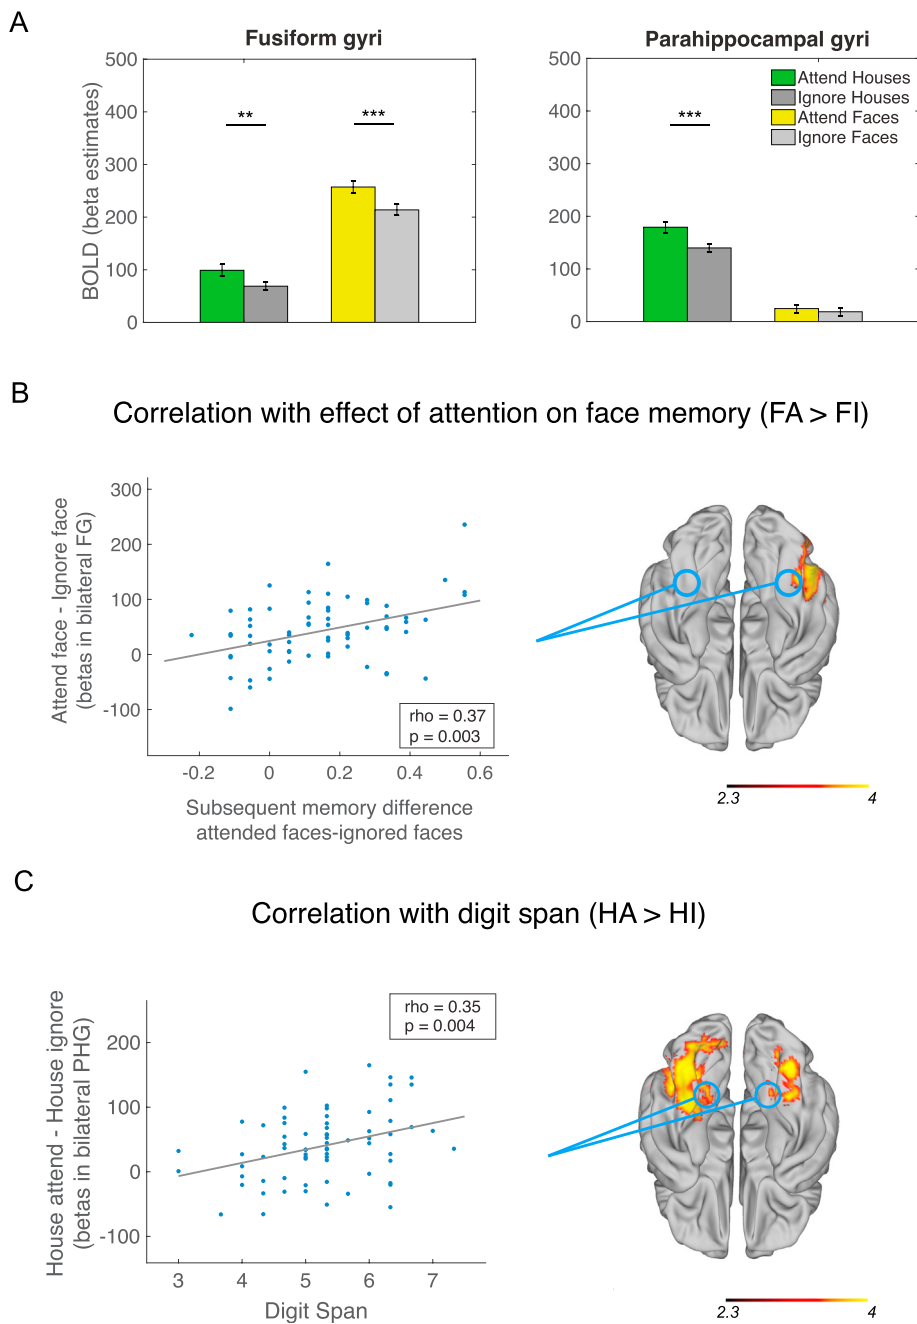 A
Fusiform gyri
Parahippocampal gyri
BOLD (beta estimates)
500
400
300
200
100
0
**
***
500
400
300
200
100
0
***
Attend Houses
Ignore Houses
Attend Faces
Ignore Faces
B
Correlation with effect of attention on face memory (FA > FI)
Attend face - Ignore face
(betas in bilateral FG)
300
200
100
0
-100
rho = 0.37
p = 0.003
-0.2 0 0.2 0.4 0.6
Subsequent memory difference
attended faces-ignored faces
2.3 4
C
Correlation with digit span (HA > HI)
House attend - House ignore
(betas in bilateral PHG)
200
100
0
-100
rho = 0.35
p = 0.004
3 4 5 6 7
Digit Span
2.3 4